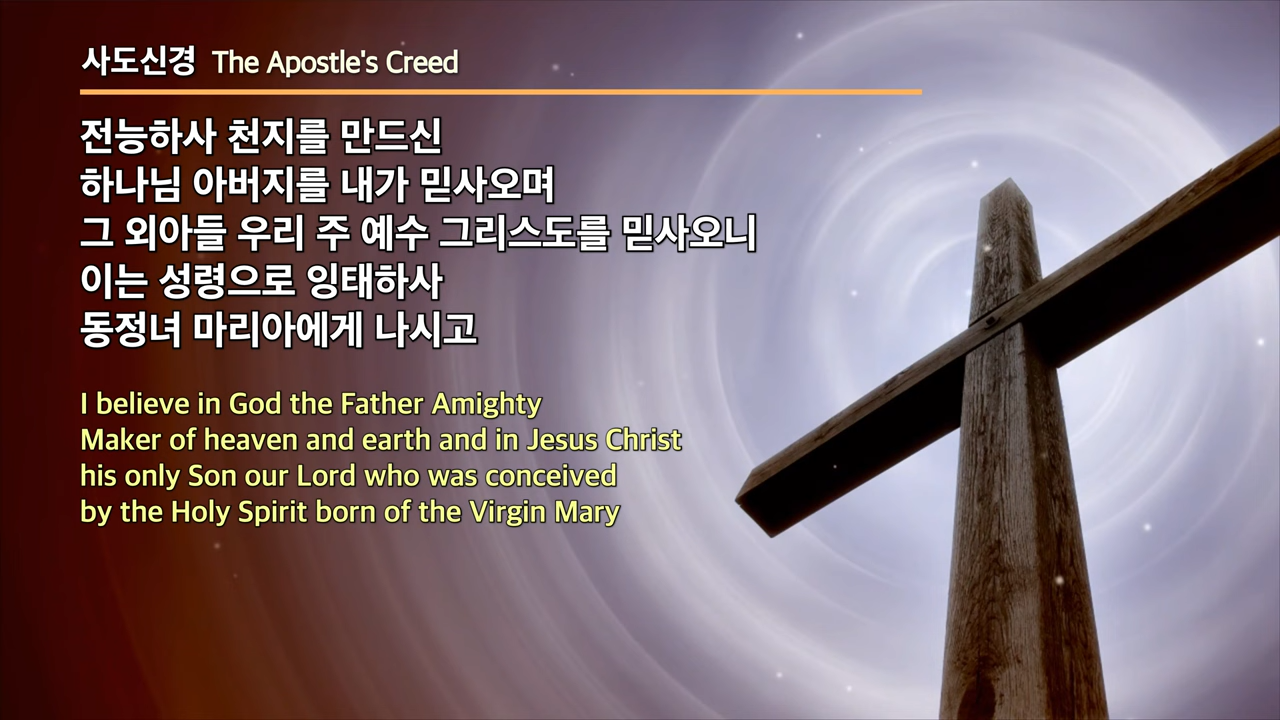 사도신경 The Apostle's Creed
전능하사 천지를 만드신
하나님 아버지를 내가 믿사오며
그 외아들 우리 주 예수 그리스도를 믿사오니
이는 성령으로 잉태하사
동정녀 마리아에게 나시고
I believe in God the Father Amighty
Maker of heaven and earth and in Jesus Christ
his only Son our Lord who was conceived
by the Holy Spirit born of the Virgin Mary